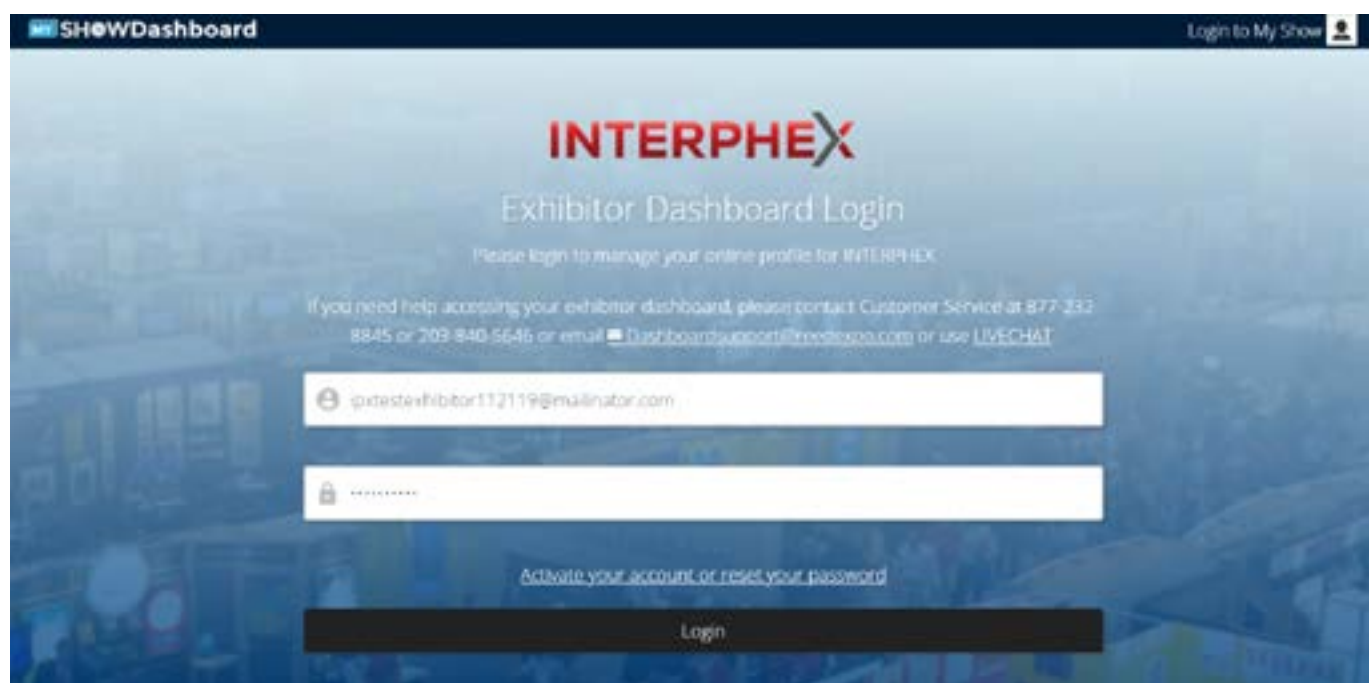 MY SHOWDashboard
Login to My Show
INTERPHEX
Exhibitor Dashboard Login
Please login to manage your online profile for INTERPHEX
If you need help accessing your exhibitor dashboard, please contact Customer Service at 877-232-
8845 or 203-840-5646 or email Dashboardsupport@reedexpo.com or use LIVECHAT
ipxtestexhibitor112119@mailinator.com
Activate your account or reset your password
Login